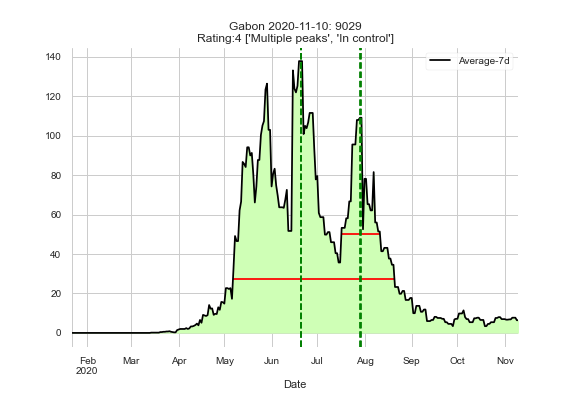 Gabon 2020-11-10: 9029
Rating:4 ['Multiple peaks', 'In control']
Average-7d
140
120
100
80
60
40
20
0
Feb Mar Apr May Jun Jul Aug Sep Oct Nov
2020
Date